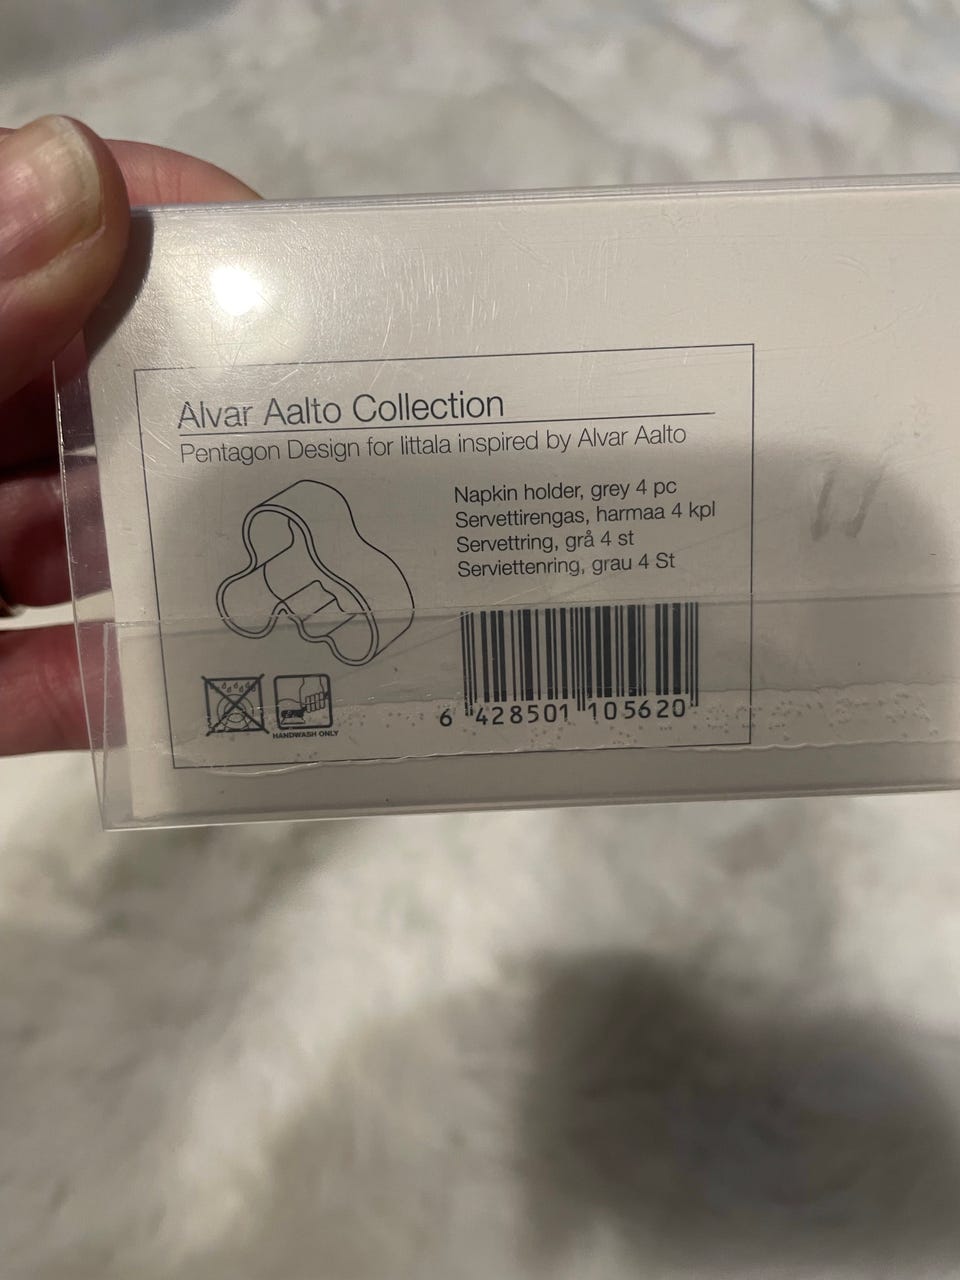 Alvar Aalto Collection
Pentagon Design for Iittala inspired by Alvar Aalto
Napkin holder, grey 4 pc
Servettirengas, harmaa 4 kpl
Servettring, grå 4 st
Serviettenring, grau 4 St
6 428501 105620
HANDWASH ONLY